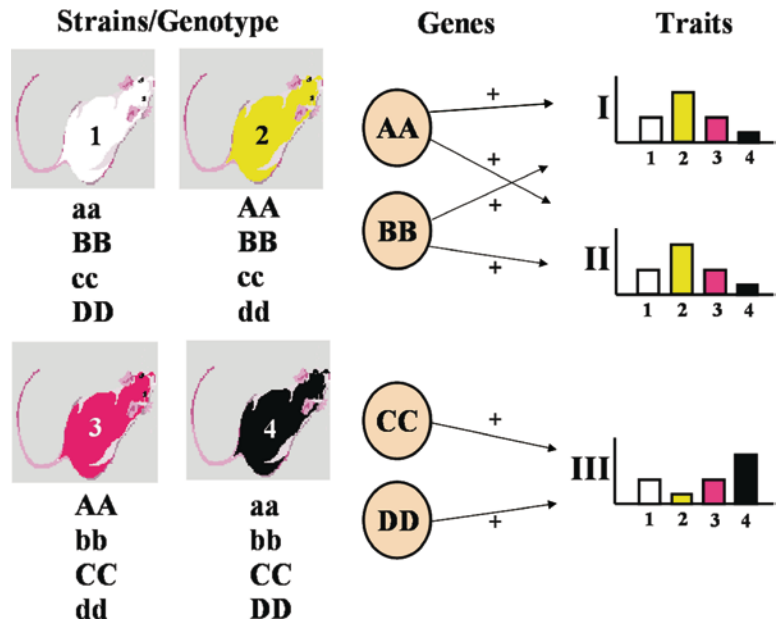 Strains/Genotype Genes Traits
1 2
aa AA
BB BB
cc cc
DD dd
3 4
AA aa
bb bb
CC CC
dd DD
AA
BB
CC
DD
+
+
+
+
+
+
I
1 2 3 4
II
1 2 3 4
III
1 2 3 4